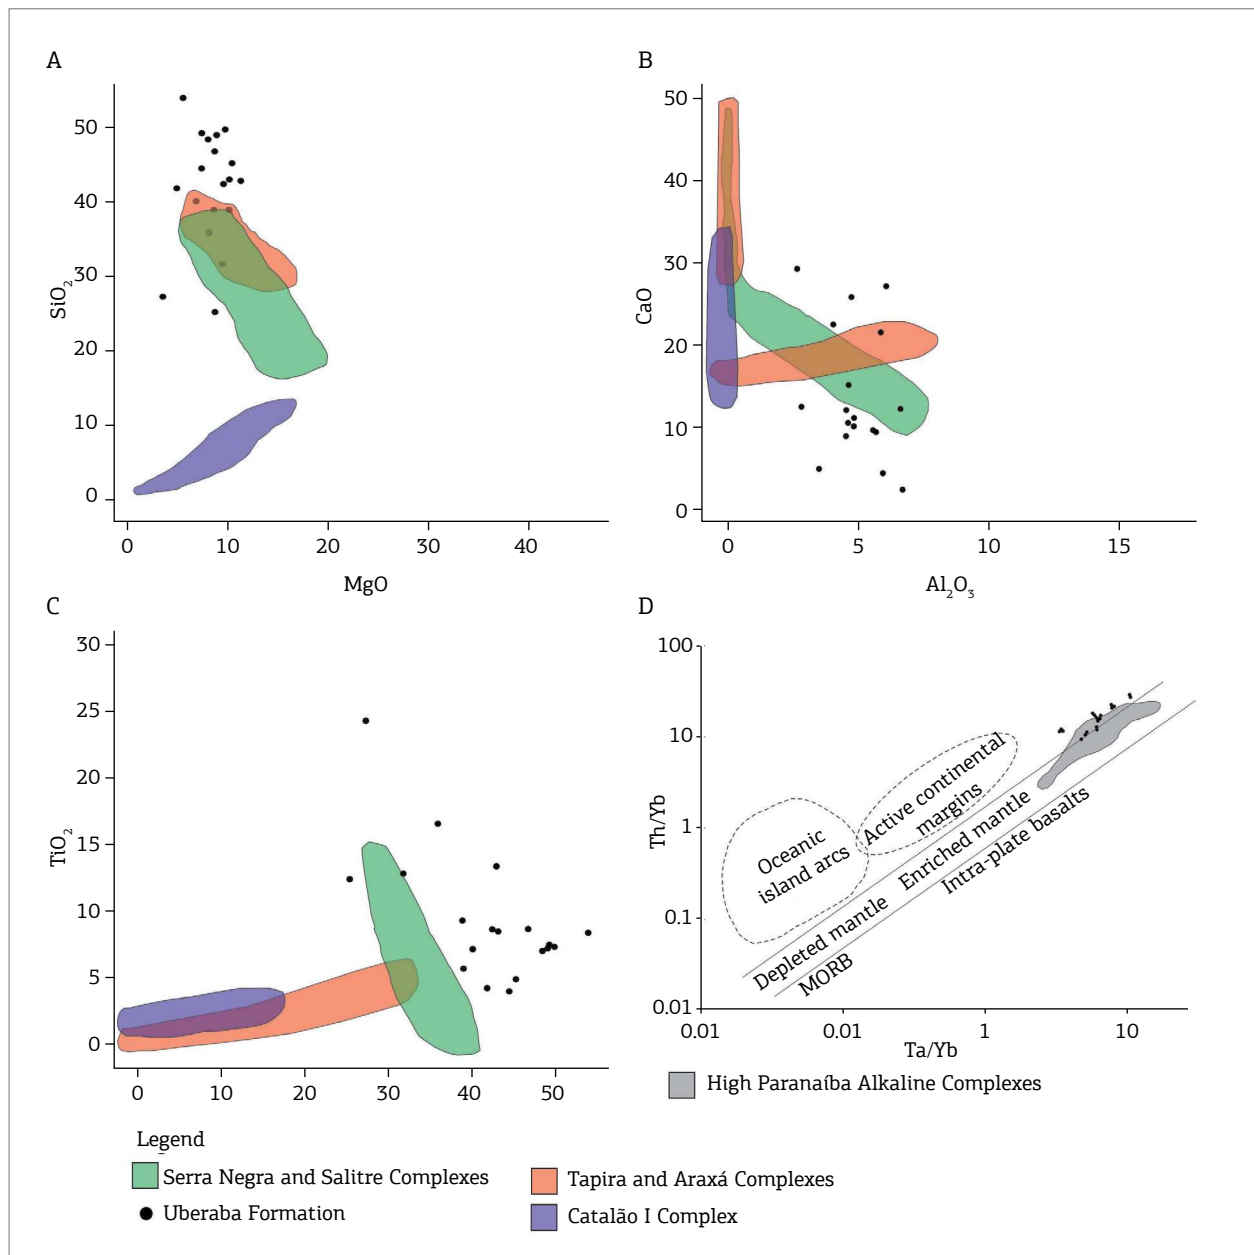 A
50
40
30
20
10
0
SiO₂
0 10 20 30 40
MgO
B
50
40
30
20
10
0
CaO
0 5 10 15
Al₂O₃
C
30
25
20
15
10
5
0
TiO₂
0 10 20 30 40 50
D
100
10
1
0.1
0.01
Th/Yb
Oceanic
island arcs
Active continental
margins
Depleted mantle
Enriched mantle
MORB
Intra-plate basalts
0.01 0.01 1 10
Ta/Yb
High Paranaíba Alkaline Complexes
Legend
Serra Negra and Salitre Complexes
Uberaba Formation
Tapira and Araxá Complexes
Catalão I Complex